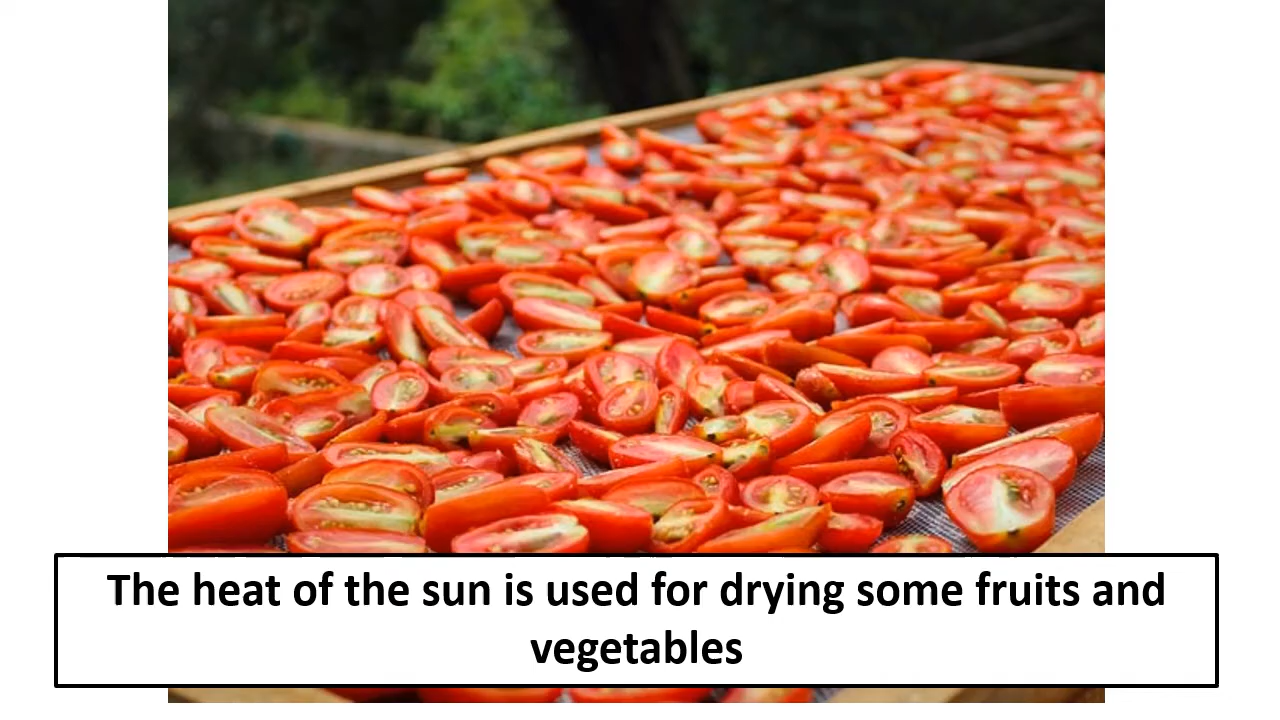 The heat of the sun is used for drying some fruits and
vegetables